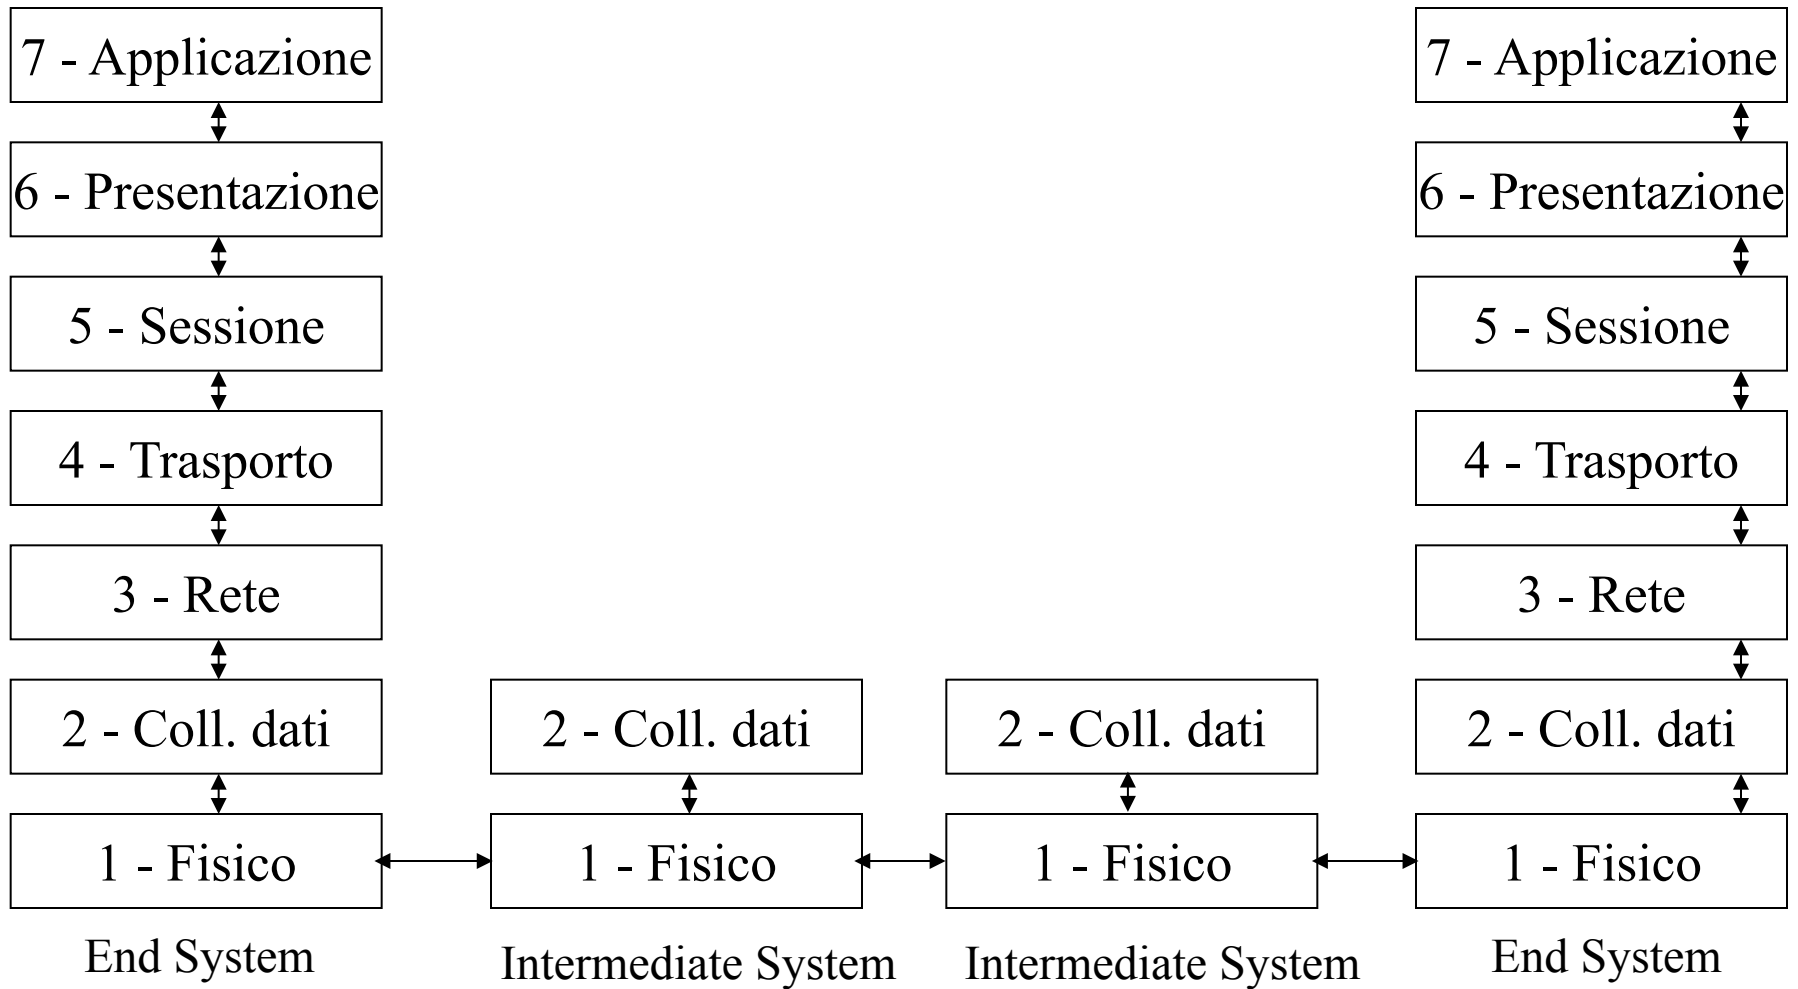 7 - Applicazione
7 - Applicazione
6 - Presentazione
6 - Presentazione
5 - Sessione
5 - Sessione
4 - Trasporto
4 - Trasporto
3 - Rete
3 - Rete
2 - Coll. dati
2 - Coll. dati
2 - Coll. dati
2 - Coll. dati
1 - Fisico
1 - Fisico
1 - Fisico
1 - Fisico
End System
Intermediate System
Intermediate System
End System